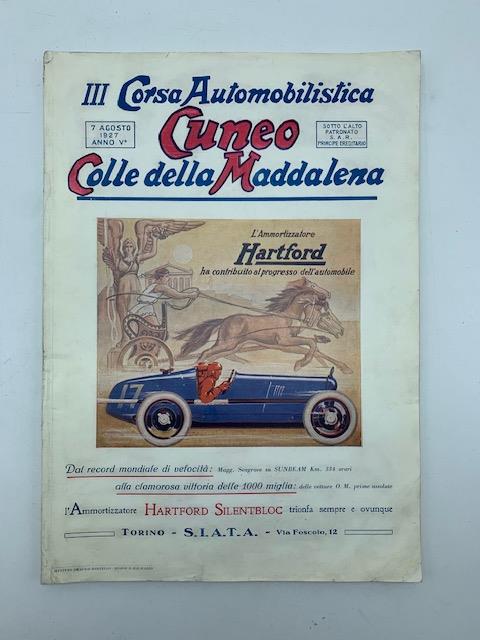 III Corsa Automobilistica
7 AGOSTO
1927
ANNO Vº
Cuneo
SOTTO L'ALTO
PATRONATO
S. A. R.
PRINCIPE EREDITARIO
Colle della Maddalena
L'Ammortizzatore
Hartford
ha contribuito al progresso dell'automobile
17
Dal record mondiale di velocità: Magg. Seagrave su SUNBEAM Km. 334 orari
alla clamorosa vittoria delle 1000 miglia: delle vetture O. M. prime assolute
l'Ammortizzatore HARTFORD SILENTBLOC trionfa sempre e ovunque
TORINO - S.I.A.T.A. - Via Foscolo, 12